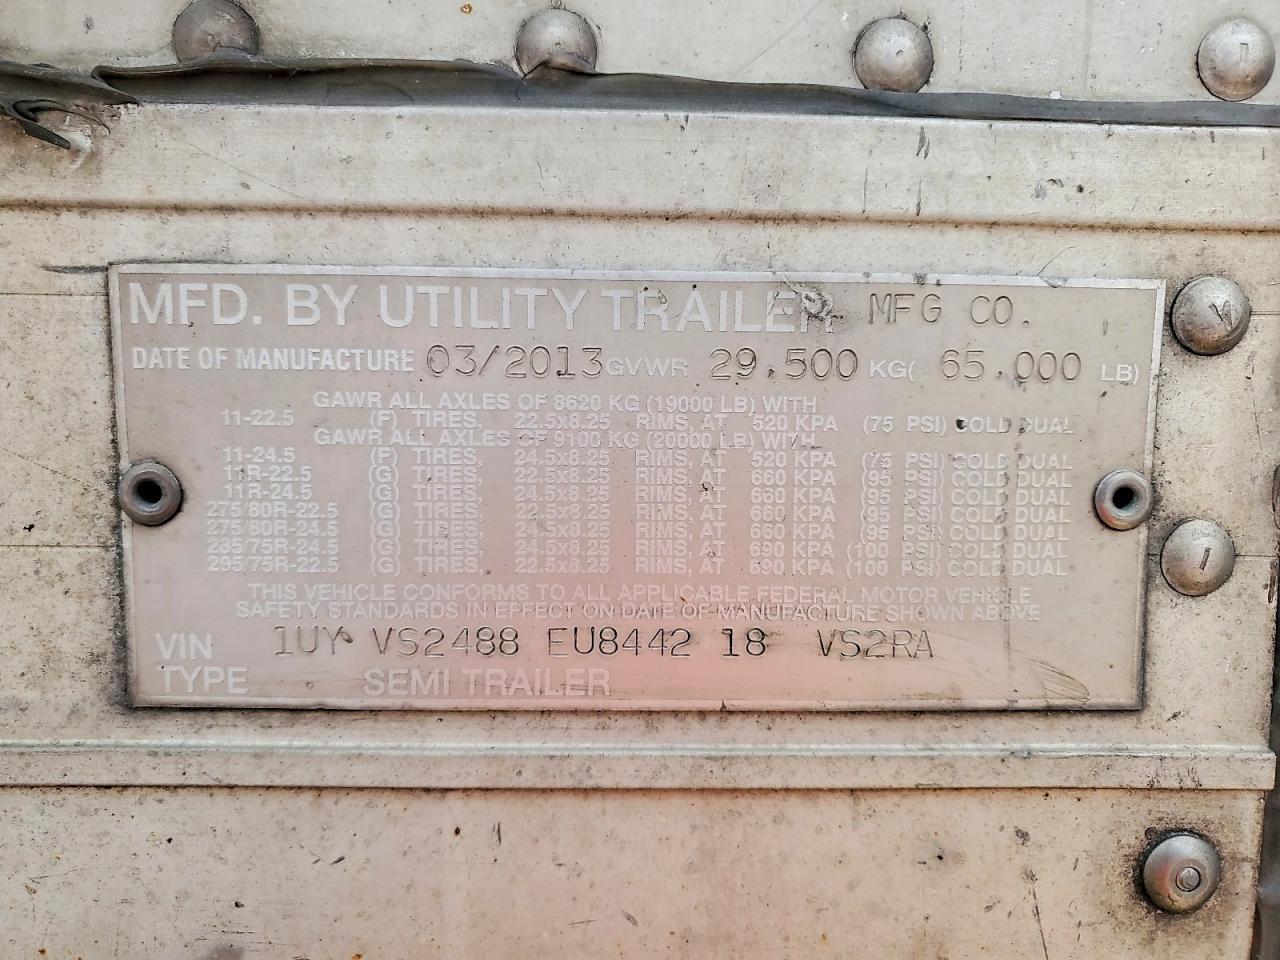 MFD. BY UTILITY TRAILER MFG CO.
DATE OF MANUFACTURE 03/2013 GVWR 29,500 KG( 65,000 LB)
GAWR ALL AXLES OF 8620 KG (19000 LB) WITH
11-22.5 (F) TIRES, 22.5x8.25 RIMS, AT 520 KPA (75 PSI) COLD DUAL
GAWR ALL AXLES OF 9100 KG (20000 LB) WITH
11-24.5 (F) TIRES, 24.5x8.25 RIMS, AT 520 KPA (75 PSI) COLD DUAL
11R-22.5 (G) TIRES, 22.5x8.25 RIMS, AT 660 KPA (95 PSI) COLD DUAL
11R-24.5 (G) TIRES, 24.5x8.25 RIMS, AT 660 KPA (95 PSI) COLD DUAL
275/80R-22.5 (G) TIRES, 22.5x8.25 RIMS, AT 660 KPA (95 PSI) COLD DUAL
275/80R-24.5 (G) TIRES, 24.5x8.25 RIMS, AT 660 KPA (95 PSI) COLD DUAL
285/75R-24.5 (G) TIRES, 24.5x8.25 RIMS, AT 690 KPA (100 PSI) COLD DUAL
295/75R-22.5 (G) TIRES, 22.5x8.25 RIMS, AT 690 KPA (100 PSI) COLD DUAL
THIS VEHICLE CONFORMS TO ALL APPLICABLE FEDERAL MOTOR VEHICLE
SAFETY STANDARDS IN EFFECT ON DATE OF MANUFACTURE SHOWN ABOVE
VIN 1UY VS2488 EU8442 18 VS2RA
TYPE SEMI TRAILER